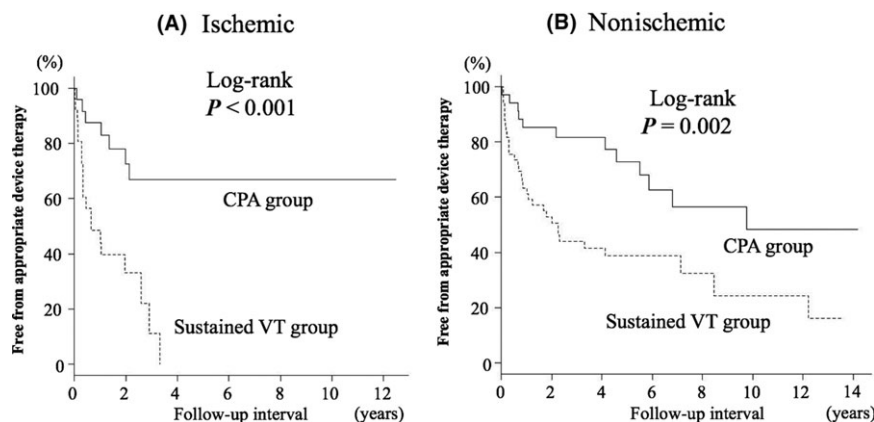 (A) Ischemic
(%)
Log-rank
P < 0.001
100
80
60
40
20
0
Free from appropriate device therapy
CPA group
Sustained VT group
0 2 4 6 8 10 12
Follow-up interval (years)
(B) Nonischemic
(%)
Log-rank
P = 0.002
100
80
60
40
20
0
Free from appropriate device therapy
CPA group
Sustained VT group
0 2 4 6 8 10 12 14
Follow-up interval (years)